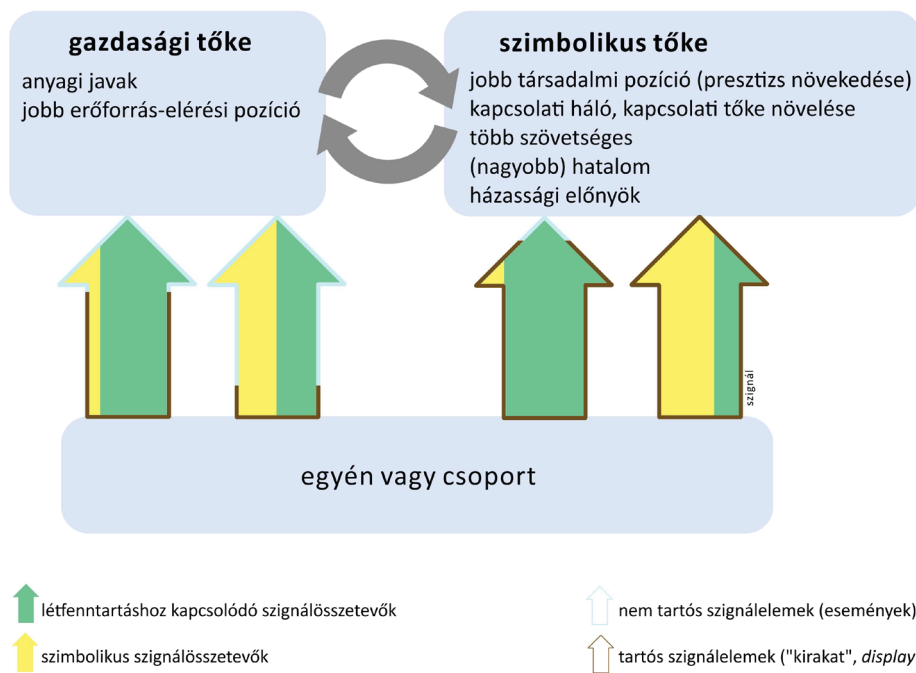 gazdasági tőke
anyagi javak
jobb erőforrás-elérési pozíció
szimbolikus tőke
jobb társadalmi pozíció (presztizs növekedése)
kapcsolati háló, kapcsolati tőke növelése
több szövetséges
(nagyobb) hatalom
házassági előnyök
szignál
egyén vagy csoport
létfenntartáshoz kapcsolódó szignálösszetevők
szimbolikus szignálösszetevők
nem tartós szignálelemek (események)
tartós szignálelemek ("kirakat", display